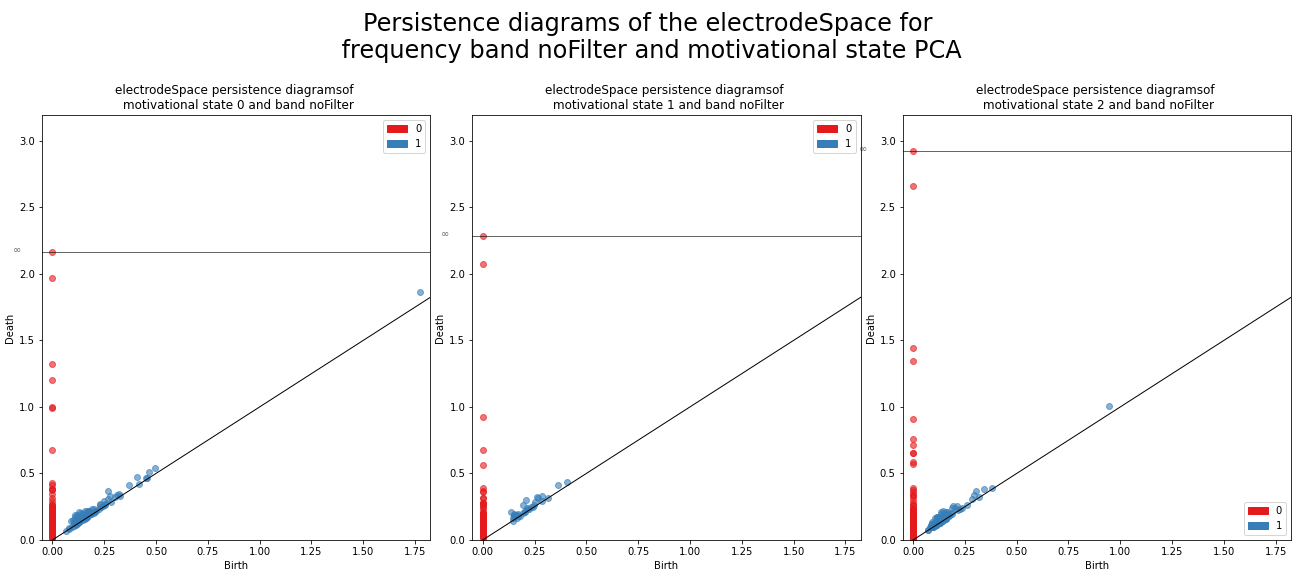 Persistence diagrams of the electrodeSpace for
frequency band noFilter and motivational state PCA
electrodeSpace persistence diagramsof
motivational state 0 and band noFilter
0
1
3.0
2.5
∞
2.0
1.5
1.0
0.5
0.0
Death
0.00 0.25 0.50 0.75 1.00 1.25 1.50 1.75
Birth
electrodeSpace persistence diagramsof
motivational state 1 and band noFilter
0
1
3.0
2.5
∞
2.0
1.5
1.0
0.5
0.0
Death
0.00 0.25 0.50 0.75 1.00 1.25 1.50 1.75
Birth
electrodeSpace persistence diagramsof
motivational state 2 and band noFilter
3.0
∞
2.5
2.0
1.5
1.0
0.5
0.0
Death
0
1
0.00 0.25 0.50 0.75 1.00 1.25 1.50 1.75
Birth